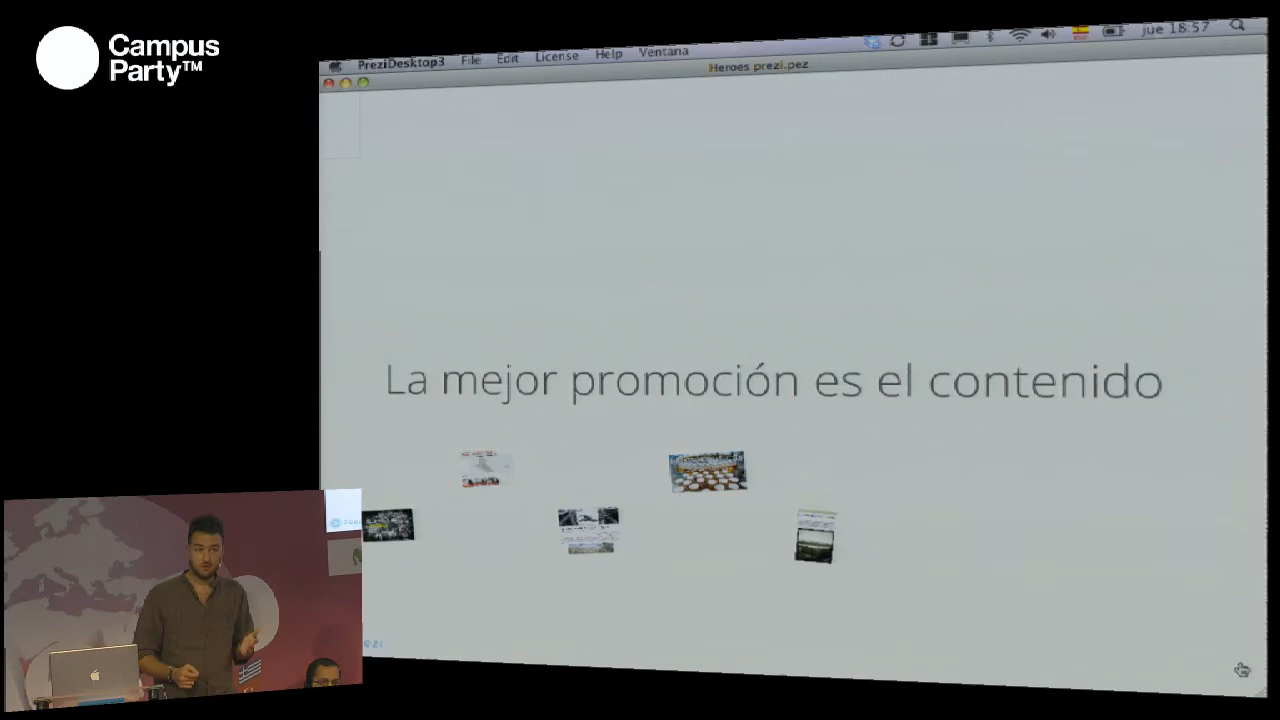 Campus
Party™
PreziDesktop3 File Edit License Help Ventana
jue 18:57
Heroes prezi.pez
La mejor promoción es el contenido